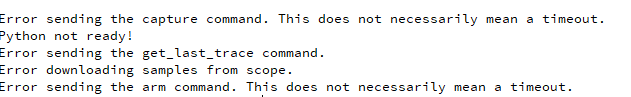 Error sending the capture command. This does not necessarily mean a timeout.
Python not ready!
Error sending the get_last_trace command.
Error downloading samples from scope.
Error sending the arm command. This does not necessarily mean a timeout.